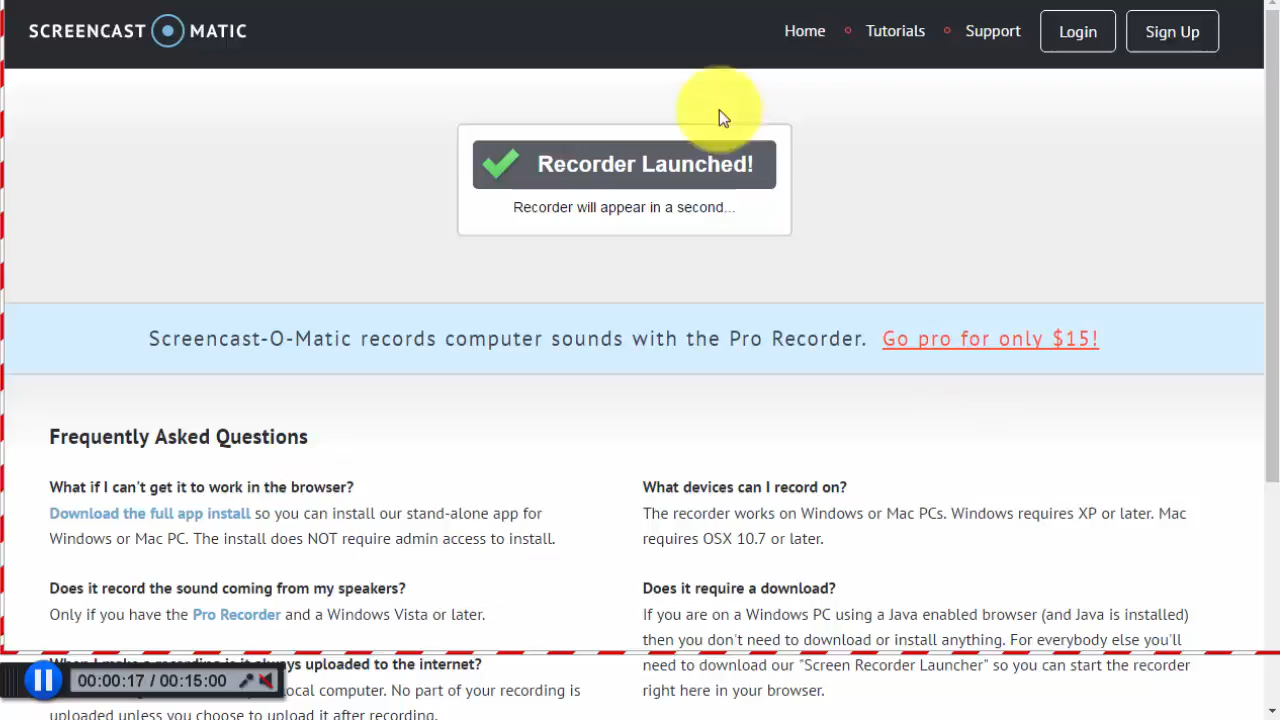 SCREENCAST MATIC
Home Tutorials Support Login Sign Up
Recorder Launched!
Recorder will appear in a second...
Screencast-O-Matic records computer sounds with the Pro Recorder. Go pro for only $15!
Frequently Asked Questions
What if I can't get it to work in the browser?
Download the full app install so you can install our stand-alone app for
Windows or Mac PC. The install does NOT require admin access to install.
Does it record the sound coming from my speakers?
Only if you have the Pro Recorder and a Windows Vista or later.
When I make a recording is it always uploaded to the internet?
local computer. No part of your recording is
uploaded unless you choose to upload it after recording.
What devices can I record on?
The recorder works on Windows or Mac PCs. Windows requires XP or later. Mac
requires OSX 10.7 or later.
Does it require a download?
If you are on a Windows PC using a Java enabled browser (and Java is installed)
then you don't need to download or install anything. For everybody else you'll
need to download our "Screen Recorder Launcher" so you can start the recorder
right here in your browser.
00:00:17 / 00:15:00